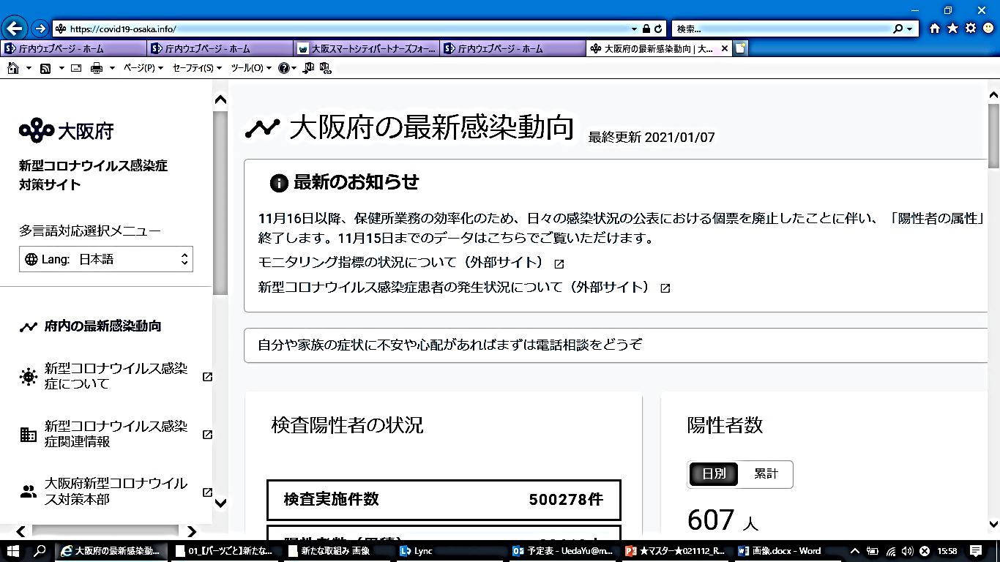 https://covid19-osaka.info/
検索...
庁内ウェブページ - ホーム
庁内ウェブページ - ホーム
大阪スマートシティパートナーズフォー...
庁内ウェブページ - ホーム
大阪府の最新感染動向 | 大...
ページ(P)
セーフティ(S)
ツール(O)
大阪府
新型コロナウイルス感染症
対策サイト
多言語対応選択メニュー
Lang: 日本語
府内の最新感染動向
新型コロナウイルス感染
症について
新型コロナウイルス感染
症関連情報
大阪府新型コロナウイル
ス対策本部
大阪府の最新感染動向 最終更新 2021/01/07
最新のお知らせ
11月16日以降、保健所業務の効率化のため、日々の感染状況の公表における個票を廃止したことに伴い、「陽性者の属性」
終了します。11月15日までのデータはこちらでご覧いただけます。
モニタリング指標の状況について（外部サイト）
新型コロナウイルス感染症患者の発生状況について（外部サイト）
自分や家族の症状に不安や心配があればまずは電話相談をどうぞ
検査陽性者の状況
検査実施件数 500278件
陽性者数
日別 累計
607 人
大阪府の最新感染動...
01_【パーツごと】新たな...
新たな取組み 画像
Lync
予定表 - UedaYu@m...
★マスター★021112_R...
画像.docx - Word
15:58